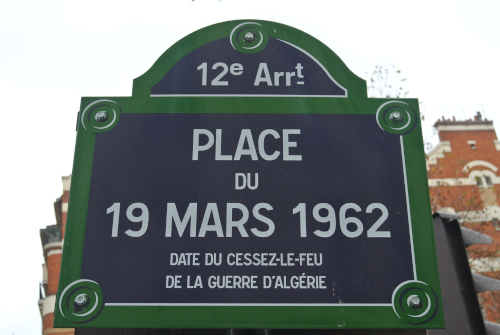 12e Arrt
PLACE
DU
19 MARS 1962
DATE DU CESSEZ-LE-FEU
DE LA GUERRE D'ALGÉRIE